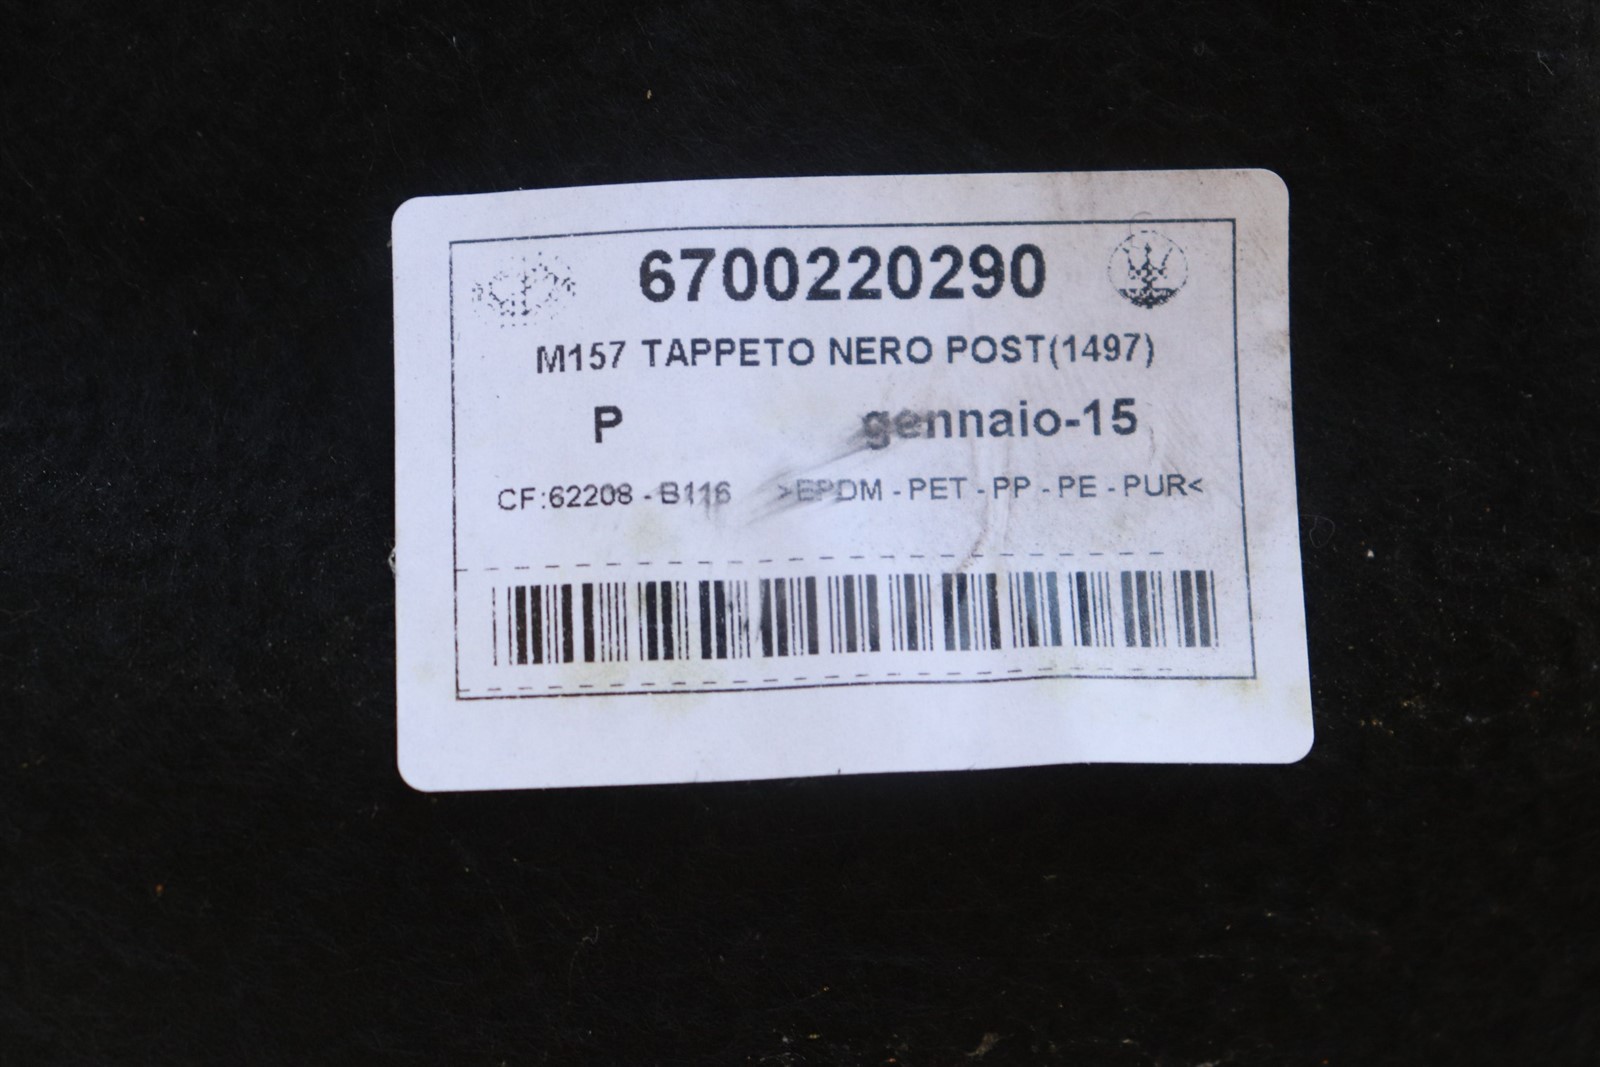 6700220290
M157 TAPPETO NERO POST(1497)
P gennaio-15
CF:62208 - B116 >EPDM - PET - PP - PE - PUR<